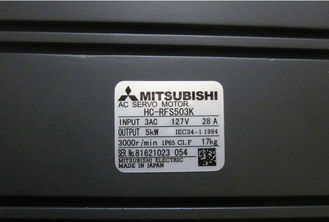 MITSUBISHI
AC SERVO MOTOR
HC-RFS503K
INPUT 3AC 127V 28A
OUTPUT 5kW IEC34-1 1994
3000r/min IP65 Cl.F 17kg
SER.No.81621023 054
MITSUBISHI ELECTRIC
MADE IN JAPAN